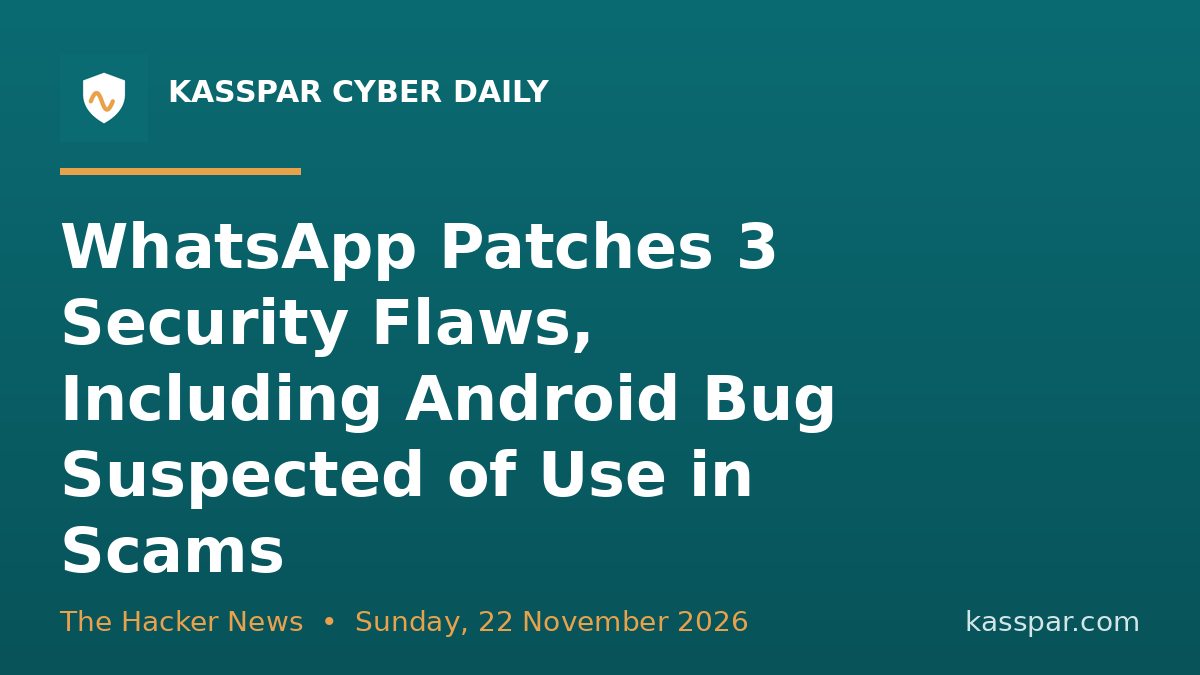 KASSPAR CYBER DAILY
WhatsApp Patches 3
Security Flaws,
Including Android Bug
Suspected of Use in
Scams
The Hacker News • Sunday, 22 November 2026
kasspar.com